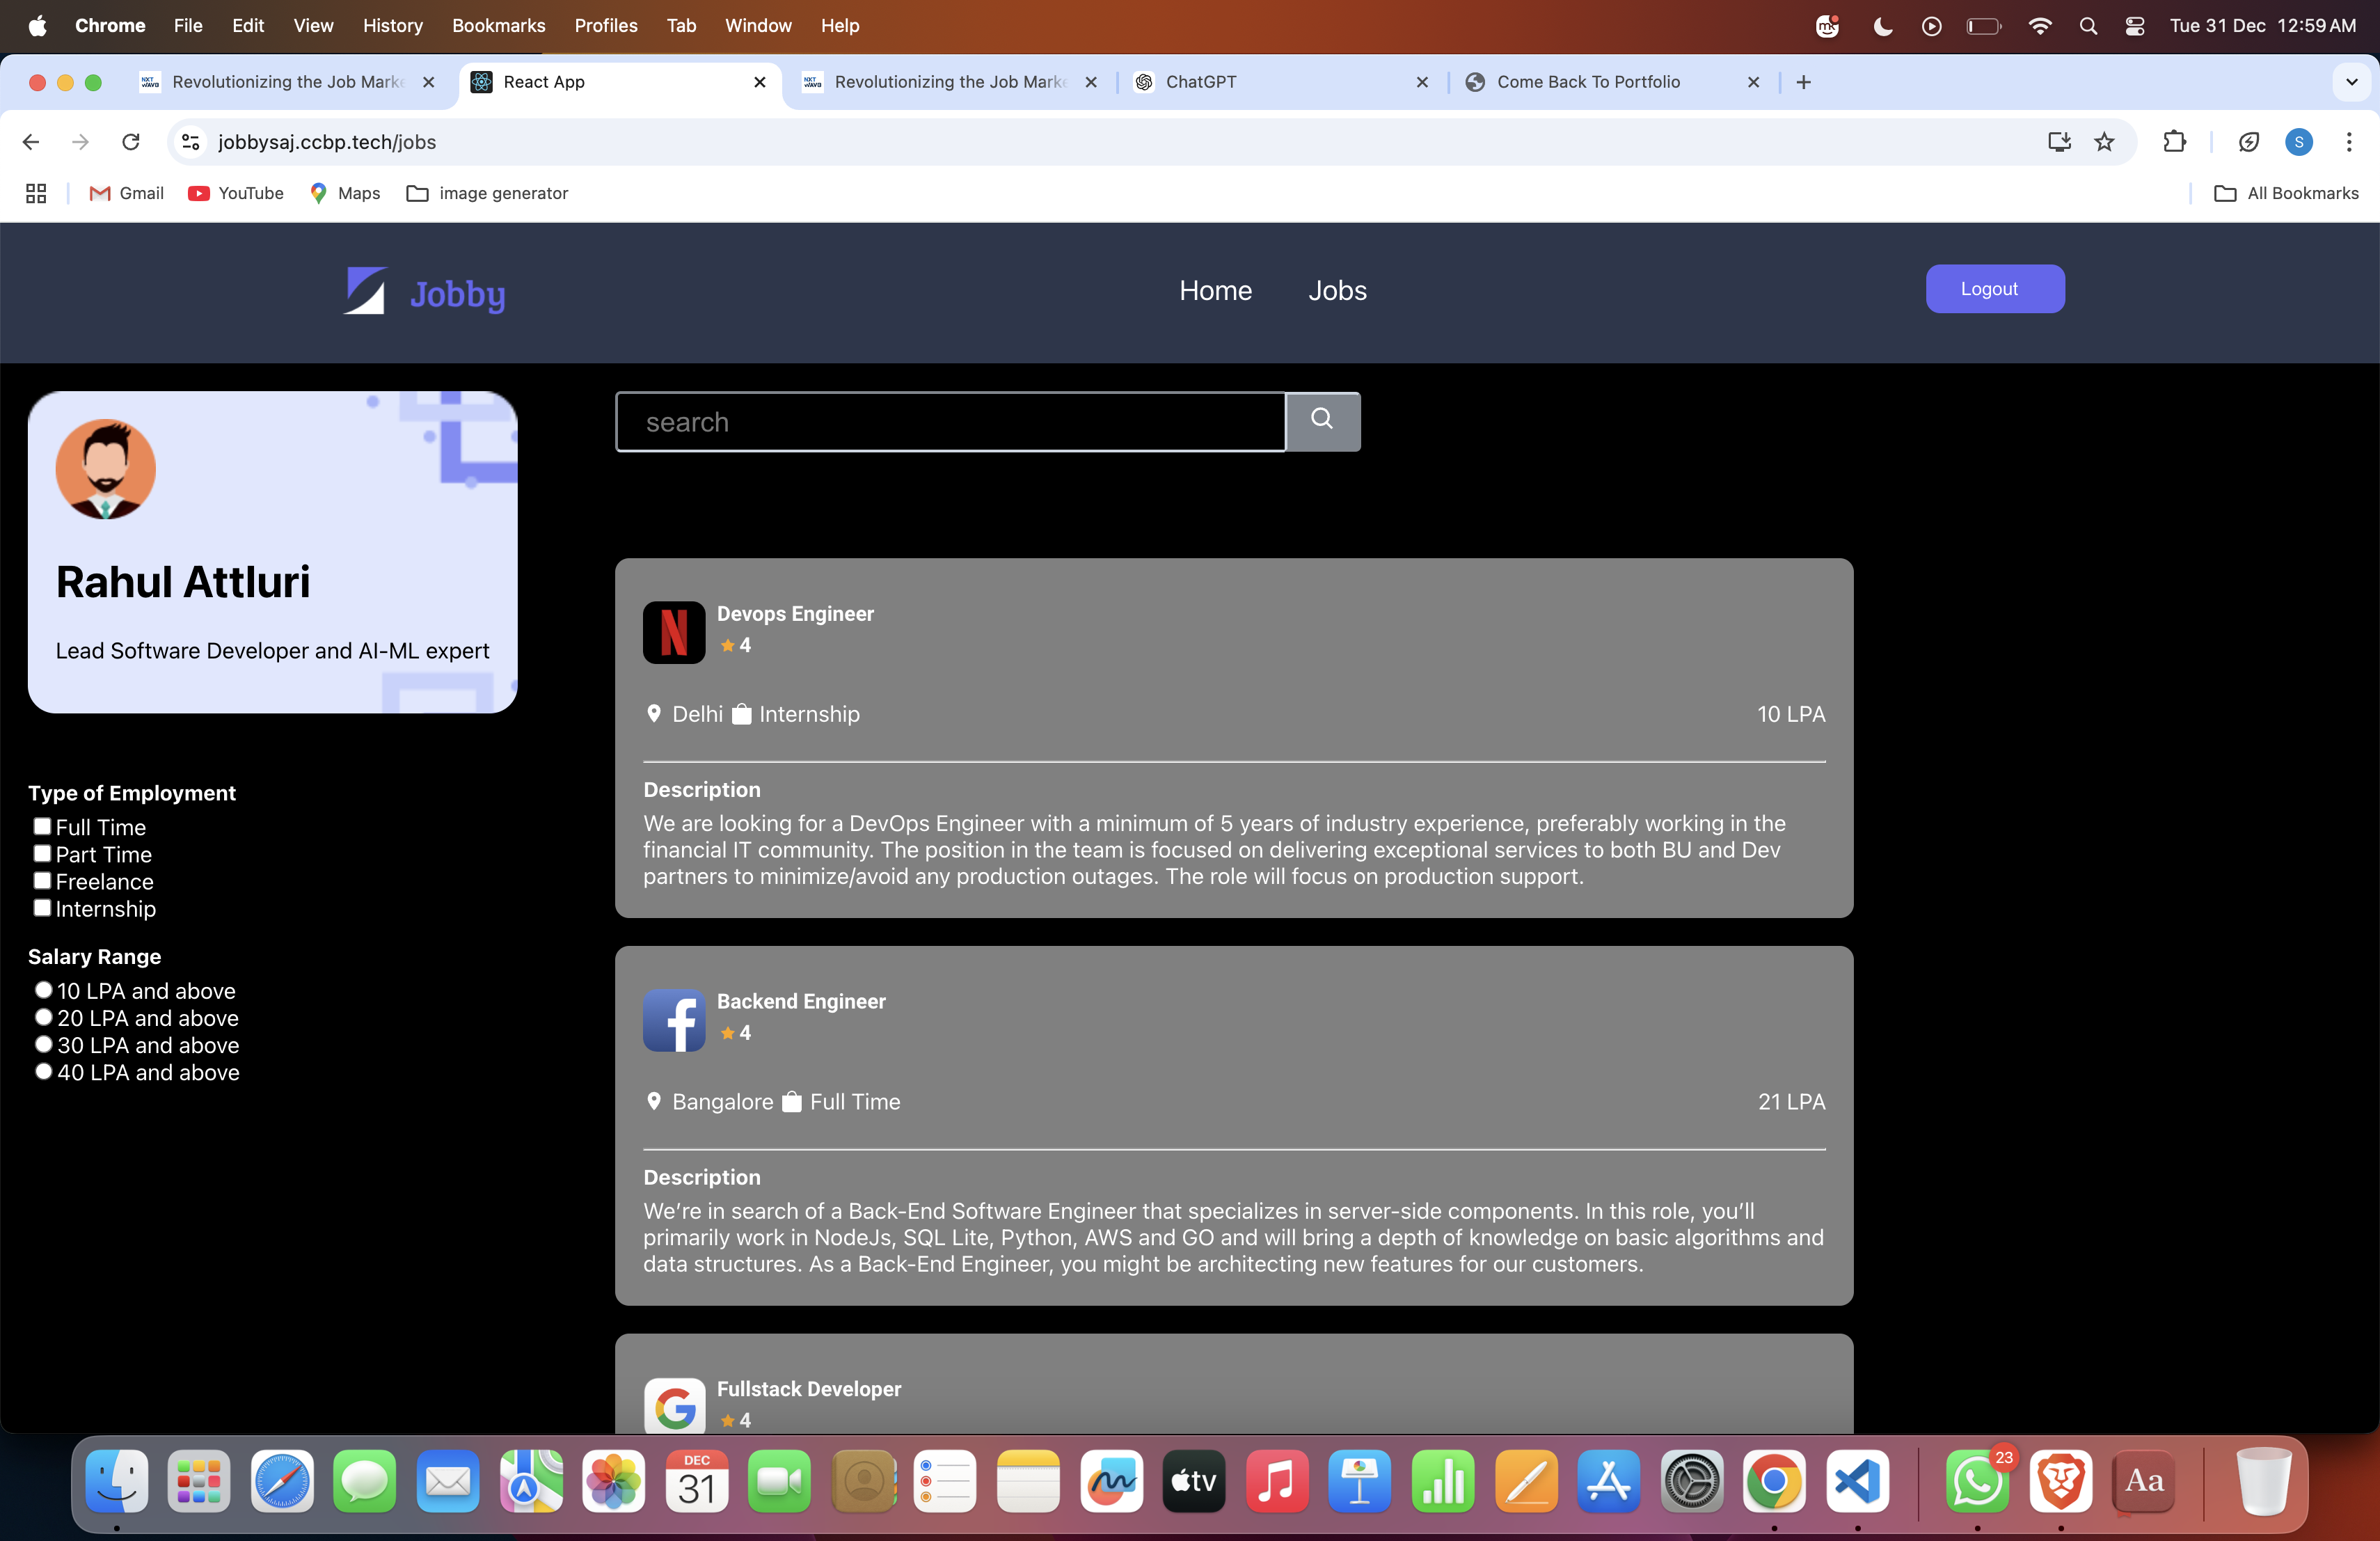 Chrome File Edit View History Bookmarks Profiles Tab Window Help Tue 31 Dec 12:59 AM
Revolutionizing the Job Marke React App Revolutionizing the Job Marke ChatGPT Come Back To Portfolio
jobbysaj.ccbp.tech/jobs S
Gmail YouTube Maps image generator All Bookmarks
Jobby Home Jobs Logout
search
Rahul Attluri
Lead Software Developer and AI-ML expert
Type of Employment
Full Time
Part Time
Freelance
Internship
Salary Range
10 LPA and above
20 LPA and above
30 LPA and above
40 LPA and above
Devops Engineer
4
Delhi Internship 10 LPA
Description
We are looking for a DevOps Engineer with a minimum of 5 years of industry experience, preferably working in the
financial IT community. The position in the team is focused on delivering exceptional services to both BU and Dev
partners to minimize/avoid any production outages. The role will focus on production support.
Backend Engineer
4
Bangalore Full Time 21 LPA
Description
We’re in search of a Back-End Software Engineer that specializes in server-side components. In this role, you’ll
primarily work in NodeJs, SQL Lite, Python, AWS and GO and will bring a depth of knowledge on basic algorithms and
data structures. As a Back-End Engineer, you might be architecting new features for our customers.
Fullstack Developer
4
DEC
31
tv
23
Aa